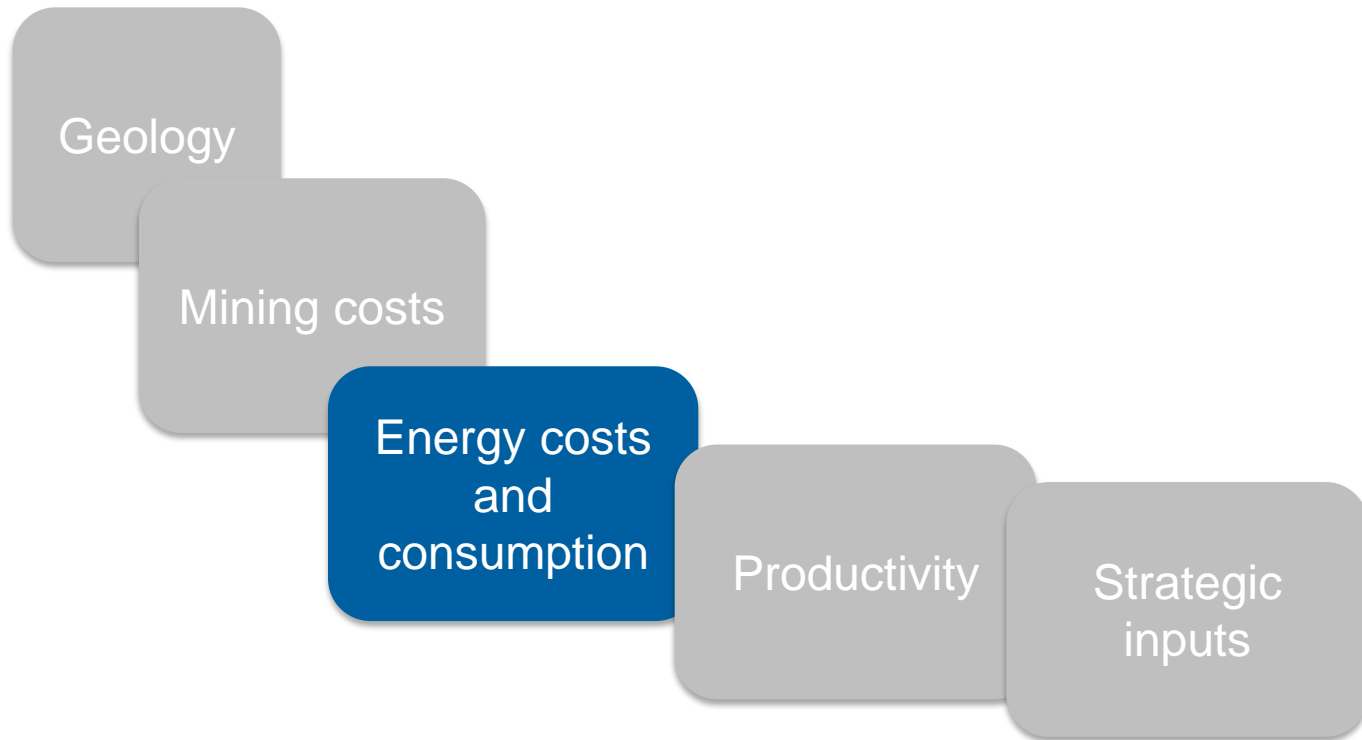 Geology
Mining costs
Energy costs
and
consumption
Productivity
Strategic
inputs